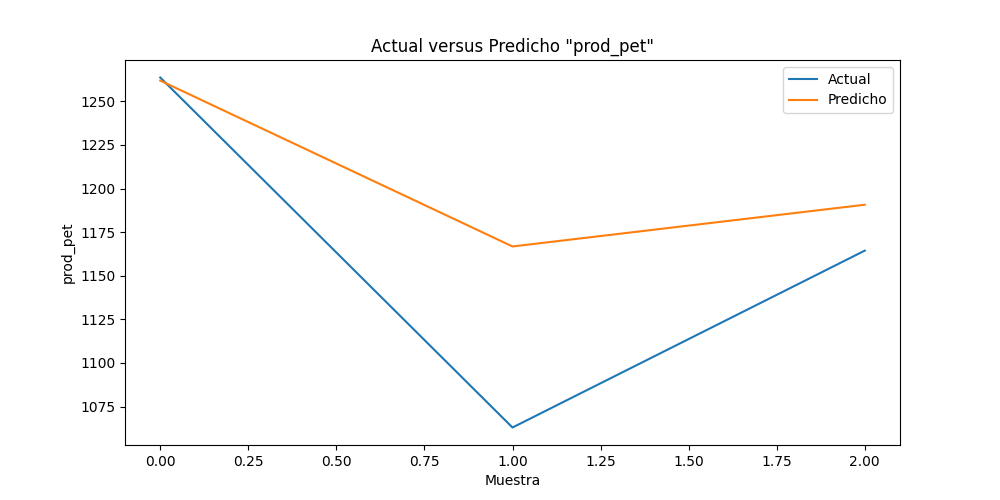 Actual versus Predicho "prod_pet"
Actual
Predicho
prod_pet
1250
1225
1200
1175
1150
1125
1100
1075
0.00 0.25 0.50 0.75 1.00 1.25 1.50 1.75 2.00
Muestra